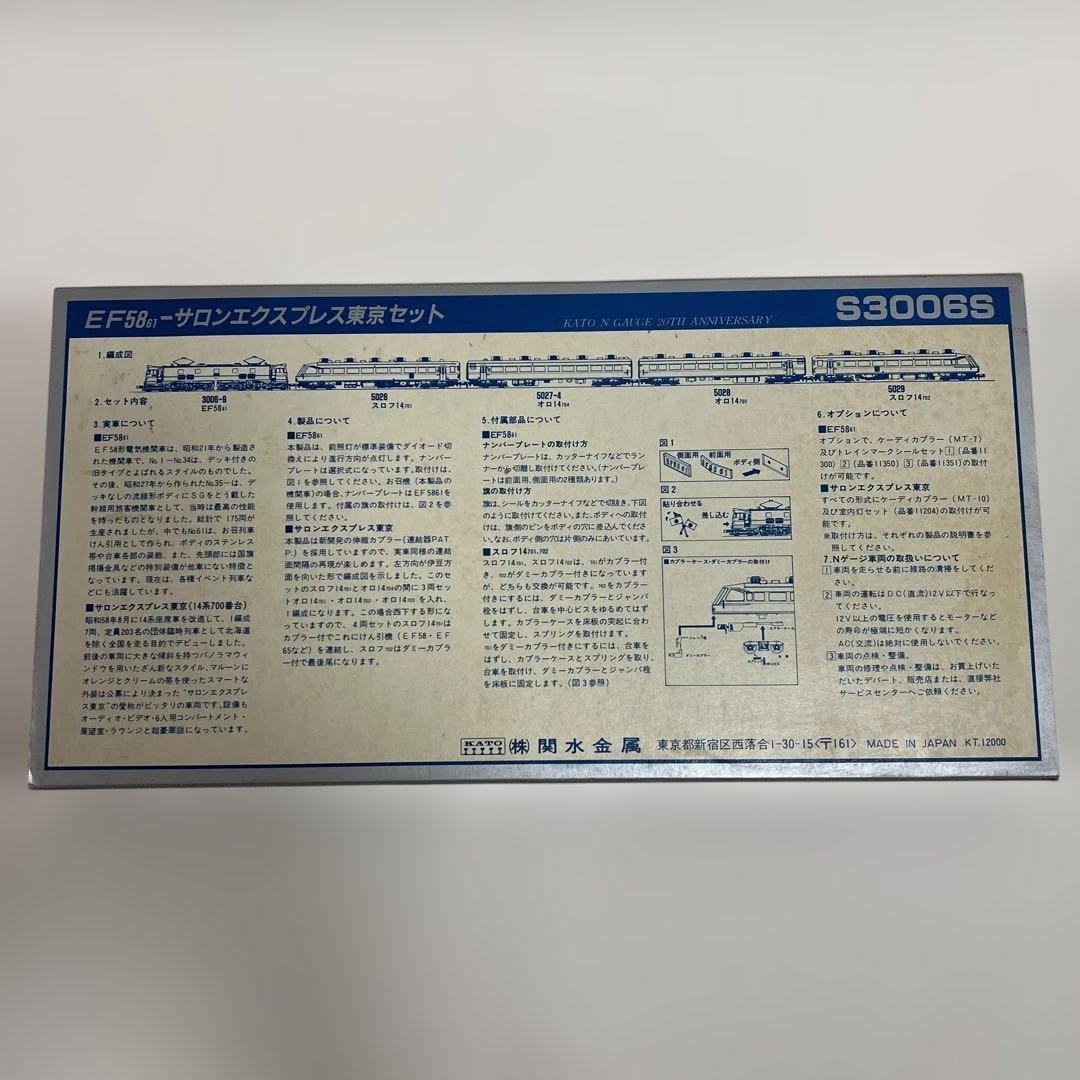 EF5861-サロンエクスプレス東京セット
KATO N GAUGE 20TH ANNIVERSARY
S3006S
1.編成図
2.セット内容
3006-9
EF5861
5026
スロフ14701
5027-4
オロ14704
5028
オロ14705
5029
スロフ14702
3.実車について
■EF5861
EF58形電気機関車は、昭和21年から製造さ
れた機関車で、No.1〜No.34は、デッキ付きの
旧タイプとよばれるスタイルのものでした。
その後、昭和27年から作られたNo.35〜は、デ
ッキなしの流線形ボディにSGをとう載した
幹線用旅客機関車として、当時は最高の性能
を持ったものとなりました。総計で 175両が
生産されましたが、中でもNo.61は、お召列車
けん引用として作られ、ボディのステンレス
帯や台車各部の装飾、また、先頭部には国旗
掲揚金具などの特別装備が他車にない特徴と
なっています。現在は、各種イベント列車な
どにも活躍しています。
■サロンエクスプレス東京(14系700番台)
昭和58年8月に14系座席車を改造して、1編成
7両、定員203名の団体臨時列車として北海道
を除く全国を走る目的でデビューしました。
前後の車両に大きな傾斜を持つパノラマウィ
ンドウを用いたざん新なスタイル、マルーンに
オレンジとクリームの帯を使ったスマートな
外装は公募により決まった"サロンエクスプレ
ス東京"の愛称がピッタリの車両です。設備も
オーディオ・ビデオ・6人用コンパートメント・
展望室・ラウンジと超豪華版になっています。
4.製品について
■EF5861
本製品は、前照灯が標準装備でダイオード切
換えにより進行方向が点灯します。ナンバー
プレートは選択式になっています。取付けは、
図1を参照してください。お召機(本製品の
機関車)の場合、ナンバープレートは EF 5861を
使用します。付属の旗の取付けは、図2を参
照してください。
■サロンエクスプレス東京
本製品は新開発の伸縮カプラー(連結器PAT.
P.)を採用していますので、実車同様の連結
面間隔の再現が楽しめます。左方向が伊豆方
面を向いた形で編成図を示しました。このセ
ットのスロフ14701とオロ14704の間に3両セ
ットオロ14701・オロ14702・オロ14703 を入れ、
1編成になります。この場合西下する形にな
っていますので、4両セットのスロフ14701は
カプラー付でこれにけん引機(EF58・EF
65など)を連結し、スロフ702はダミーカプラ
ー付で最後尾になります。
5.付属部品について
■EF5861
ナンバープレートの取付け方
ナンバープレートは、カッターナイフなどでラン
ナーから切離し取付けてください。(ナンバープレ
ートは前面用、側面用の2種類あります。)
旗の取付け方
旗は、シールをカッターナイフなどで切抜き、下図
のように取付けてください。また、ボディへの取付
けは、旗側のピンをボディの穴に差込んでくださ
い。なお、ボディ側の穴は片側のみにあいています。
■スロフ14701,702
スロフ14701、スロフ14702は、701がカプラー付
き、702がダミーカプラー付きになっています
が、どちらも交換が可能です。702をカプラー
付きにするには、ダミーカプラーとジャンパ
栓をはずし、台車を中心ビスをゆるめてはず
します。カプラーケースを床板の突起に合わ
せて固定し、スプリングを取付けます。
701をダミーカプラー付きにするには、台車を
はずし、カプラーケースとスプリングを取り、
台車を取付け、ダミーカプラーとジャンパ栓
を床板に固定します。(図3参照)
図1
側面用
前面用
ボディ側
図2
貼り合わせる
差し込む
図3
■カプラーケース・ダミーカプラーの取付け
カプラーケース
ダミーカプラー
スプリング
6.オプションについて
■EF5861
オプションで、ケーディカプラー(MT-7)
及びトレインマークシールセット1(品番11
300) 2(品番11350) 3(品番11351)の取付
けが可能です。
■サロンエクスプレス東京
すべての形式にケーディカプラー(MT-10)
及び室内灯セット(品番11204)の取付けが可
能です。
※取付け方は、それぞれの製品の説明書を参
照してください。
7.Nゲージ車両の取扱いについて
1 車両を走らせる前に線路の清掃をしてくださ
い。
2 車両の運転はDC(直流)12V以下で行なっ
てください。
12V以上の電圧を使用するとモーターなど
の寿命が極端に短かくなります。
AC(交流)は絶対に使用しないでください。
3 車両の点検・整備。
車両の修理や点検・整備は、お買上げいた
だいたデパート、販売店または、直接弊社
サービスセンターへご依頼ください。
KATO (株)関水金属 東京都新宿区西落合1-30-15〈〒161〉 MADE IN JAPAN KT.12000